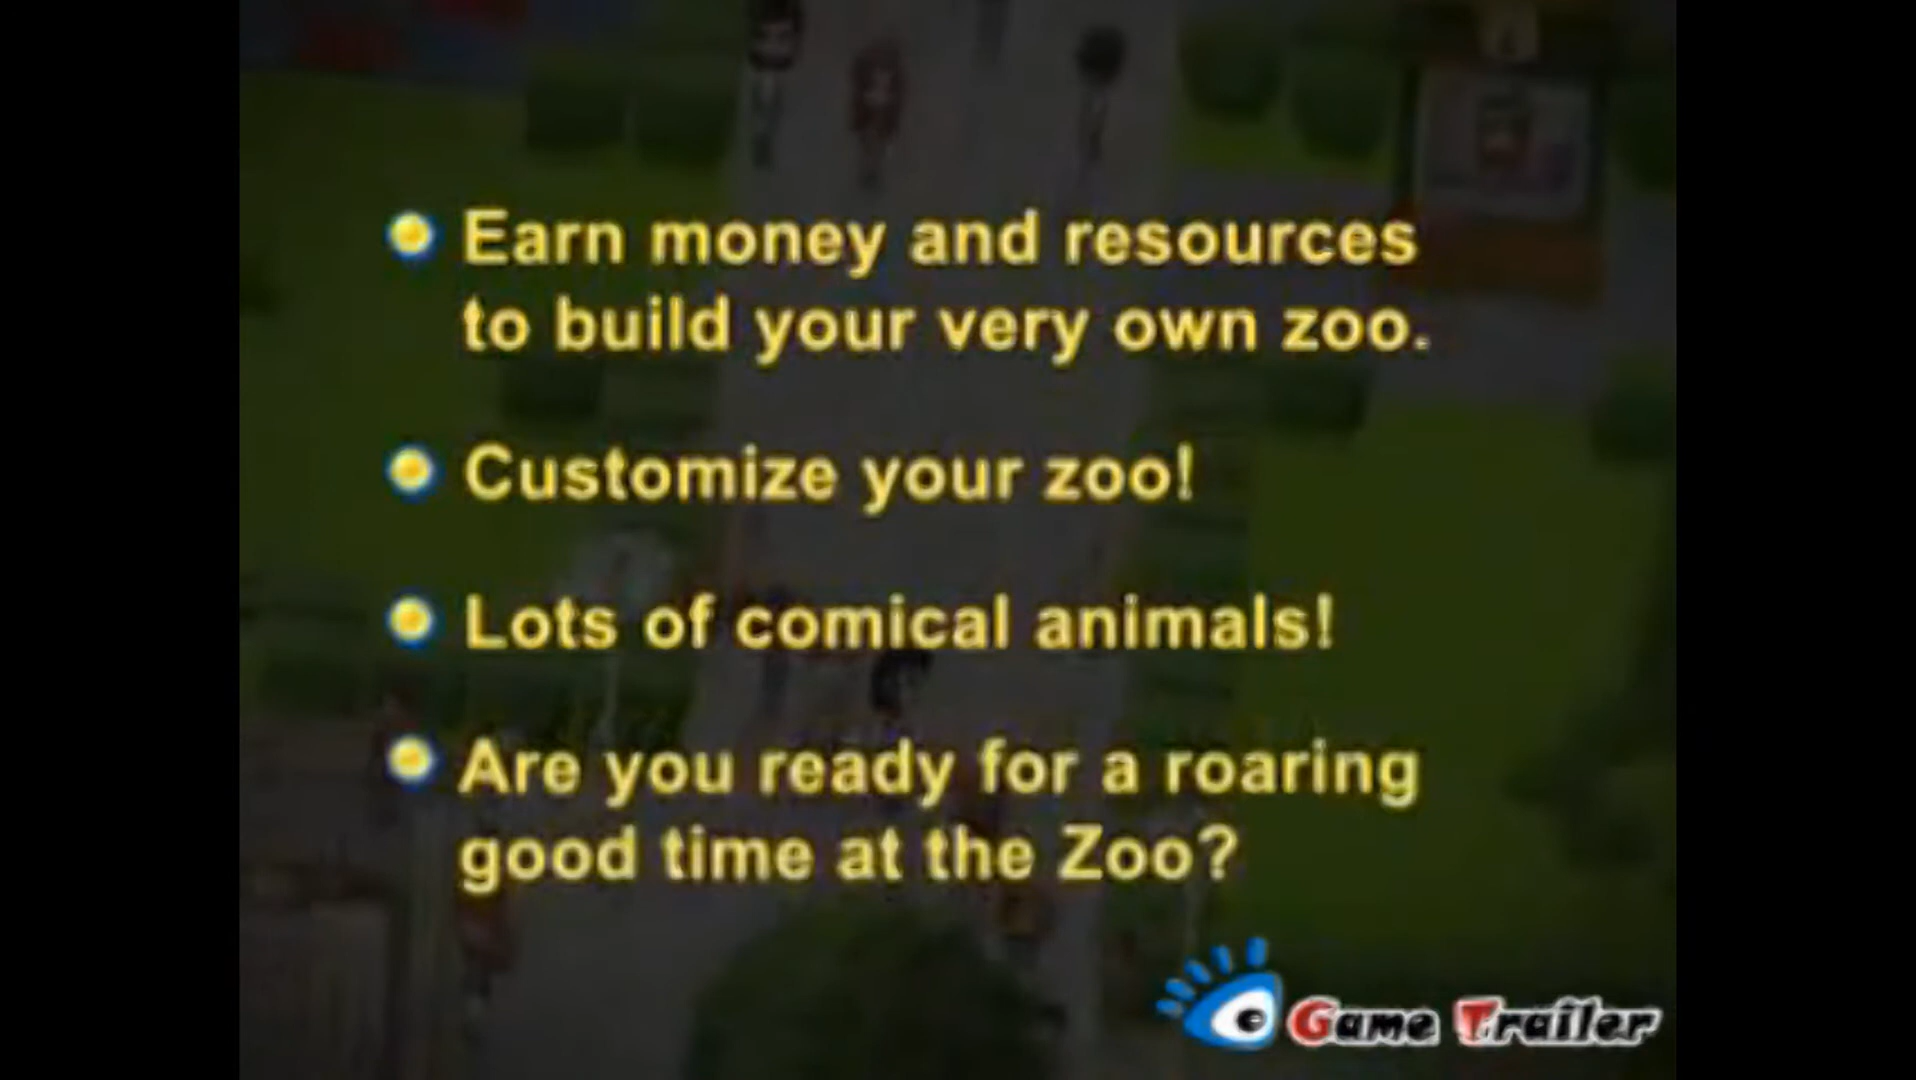 Earn money and resources
to build your very own zoo.
Customize your zoo!
Lots of comical animals!
Are you ready for a roaring
good time at the Zoo?
Game Trailer